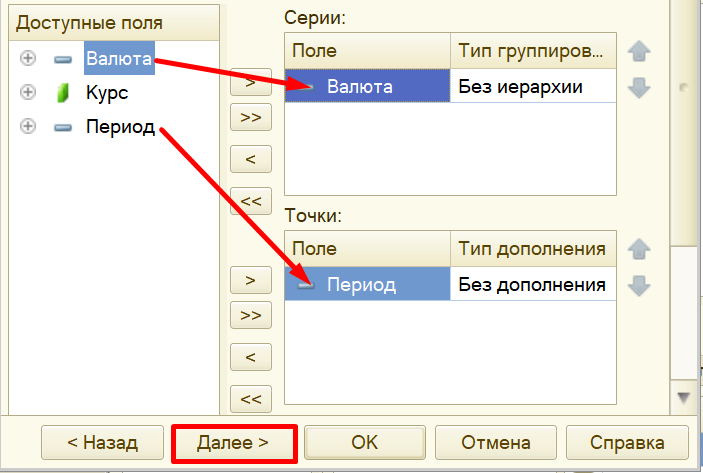 Доступные поля
Валюта
Курс
Период
>
>>
<
<<
Серии:
Поле Тип группиров...
Валюта Без иерархии
Точки:
Поле Тип дополнения
Период Без дополнения
>
>>
<
<<
< Назад Далее > OK Отмена Справка